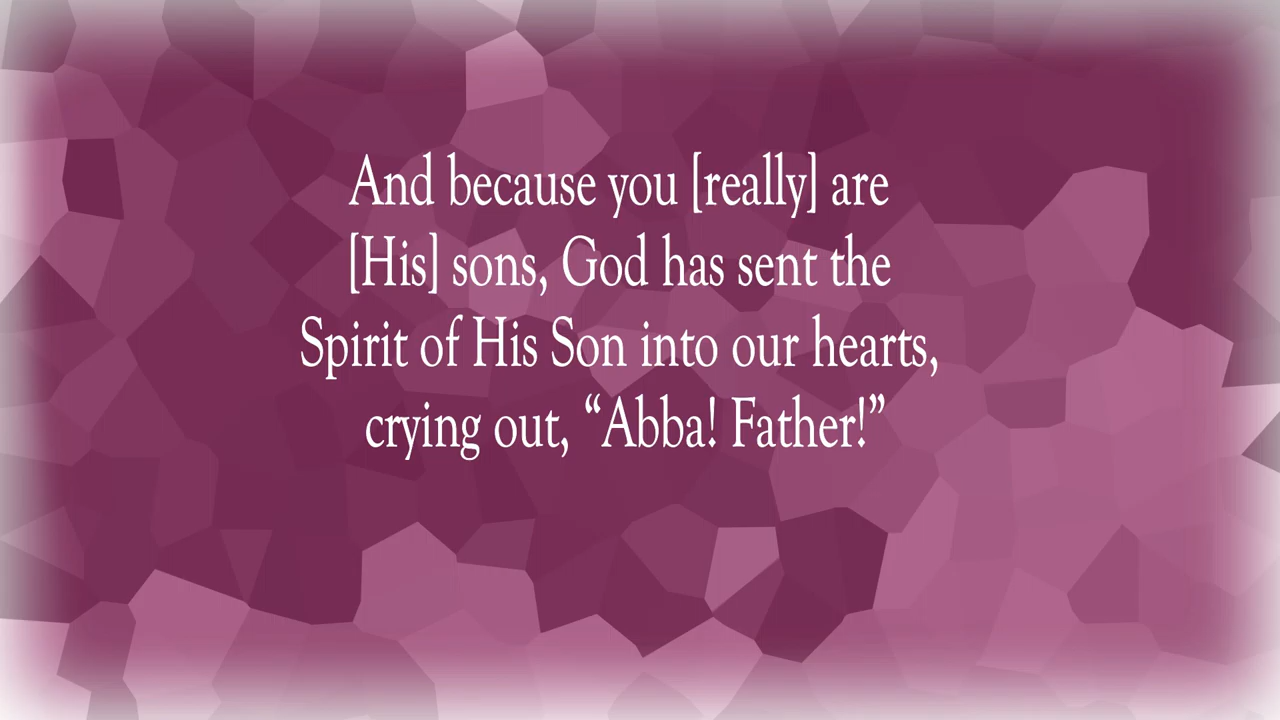 And because you [really] are
[His] sons, God has sent the
Spirit of His Son into our hearts,
crying out, “Abba! Father!”